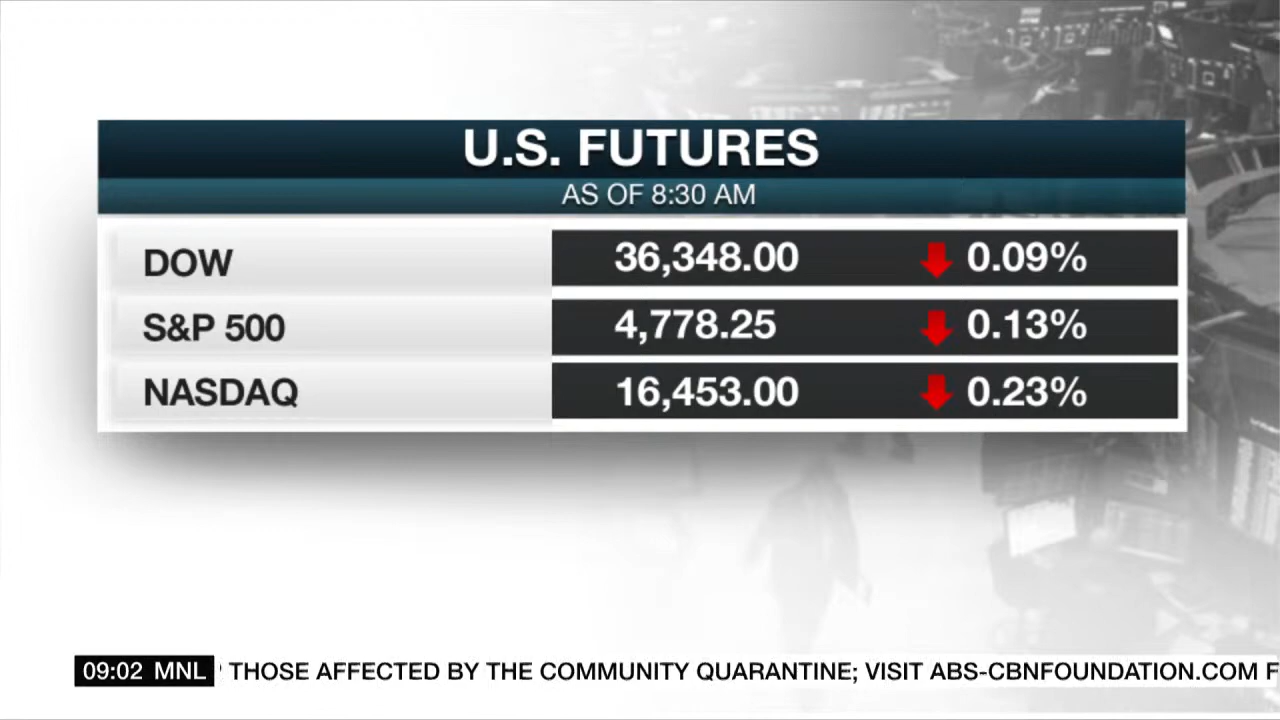 U.S. FUTURES
AS OF 8:30 AM
DOW 36,348.00 0.09%
S&P 500 4,778.25 0.13%
NASDAQ 16,453.00 0.23%
09:02 MNL THOSE AFFECTED BY THE COMMUNITY QUARANTINE; VISIT ABS-CBNFOUNDATION.COM F